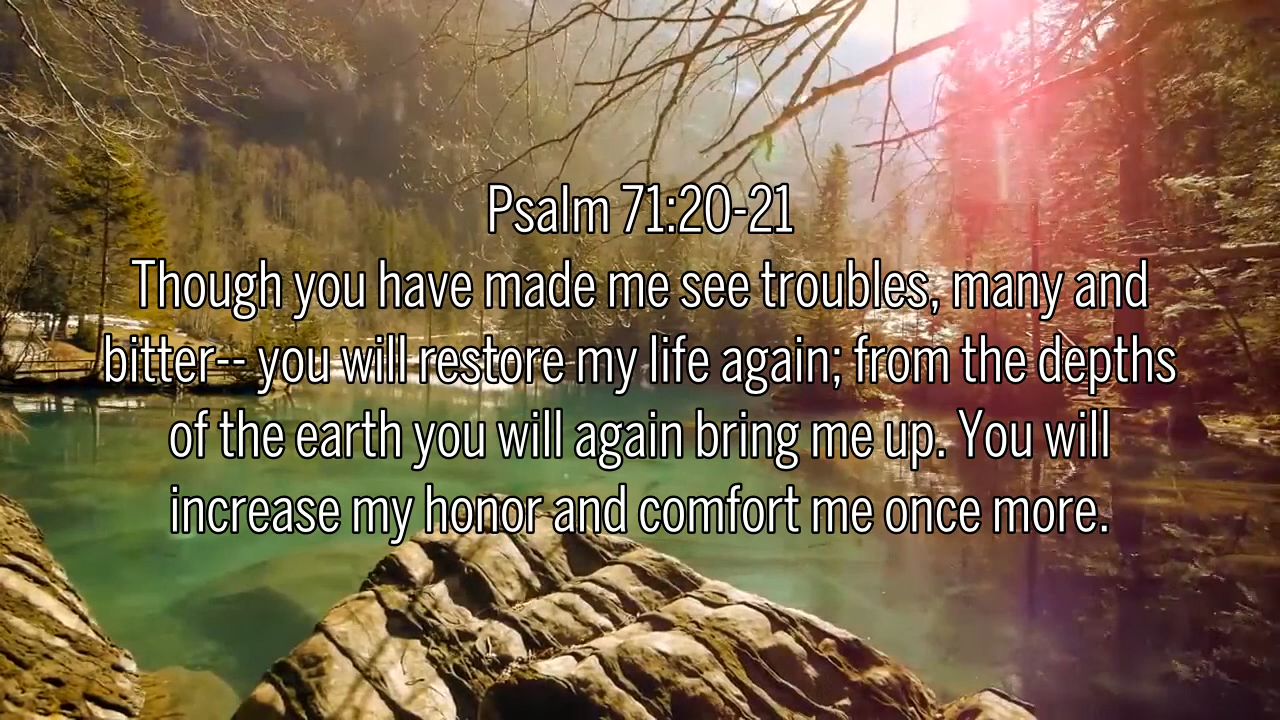 Psalm 71:20-21
Though you have made me see troubles, many and
bitter-- you will restore my life again; from the depths
of the earth you will again bring me up. You will
increase my honor and comfort me once more.